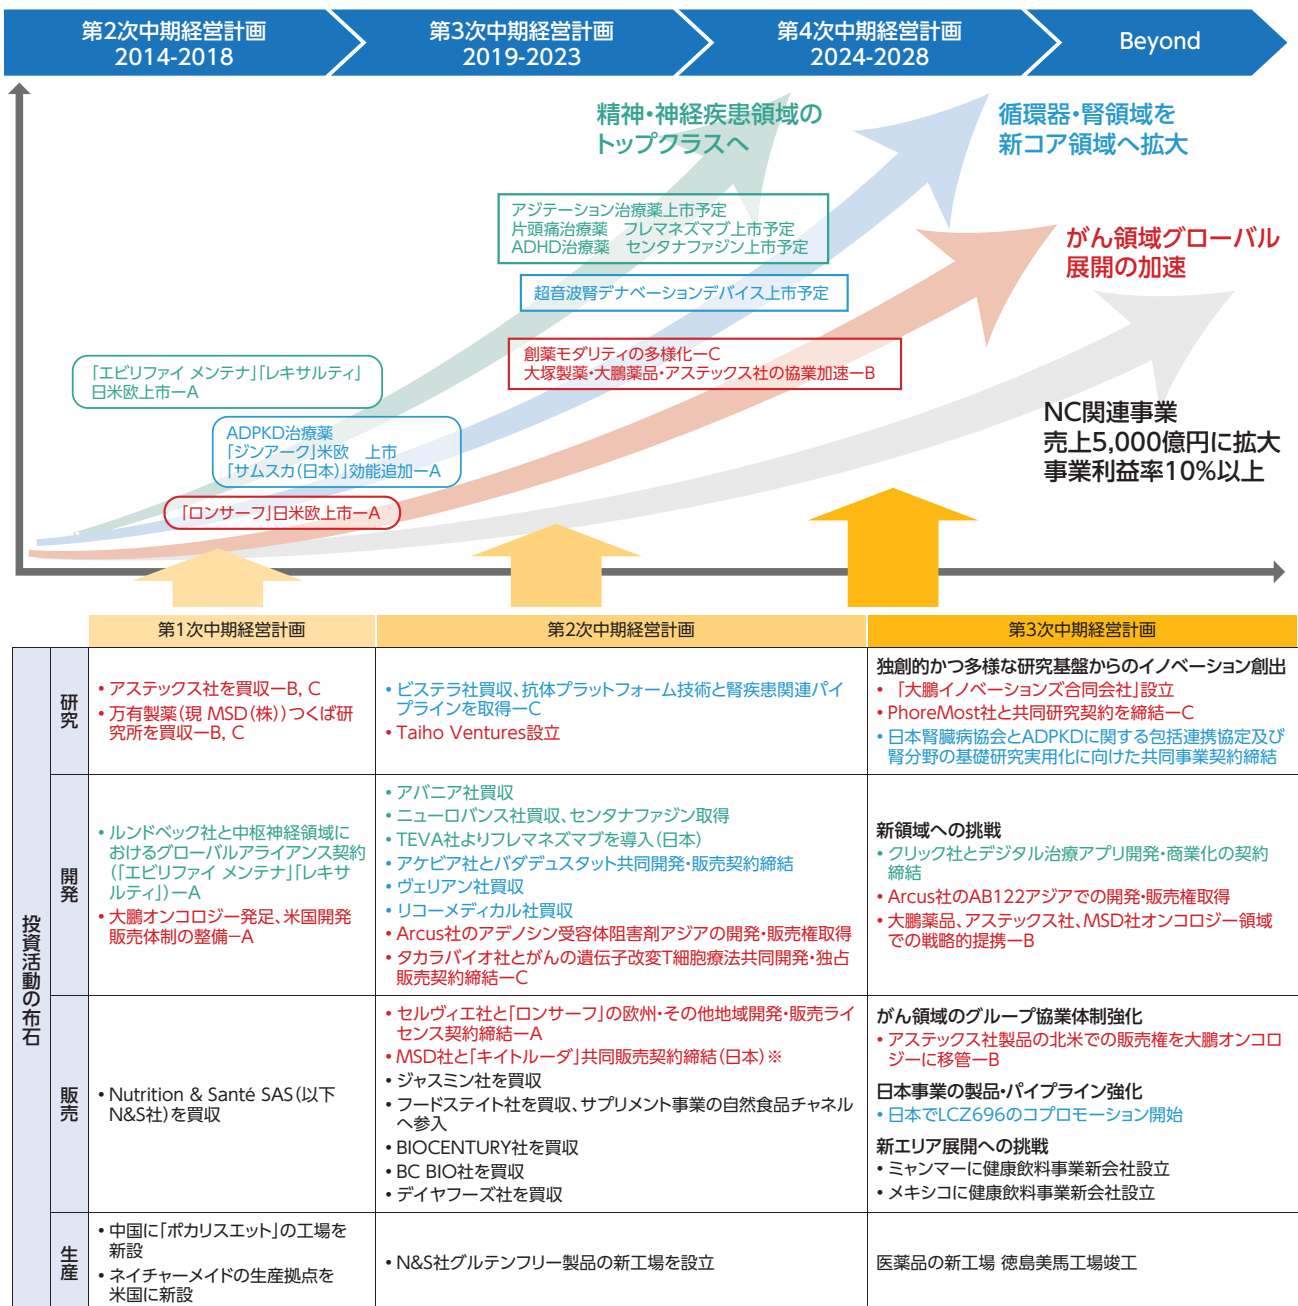 第2次中期経営計画
2014-2018
第3次中期経営計画
2019-2023
第4次中期経営計画
2024-2028
Beyond
精神・神経疾患領域の
トップクラスへ
循環器・腎領域を
新コア領域へ拡大
アジテーション治療薬上市予定
片頭痛治療薬　フレマネズマブ上市予定
ADHD治療薬　センタナファジン上市予定
がん領域グローバル
展開の加速
超音波腎デナベーションデバイス上市予定
創薬モダリティの多様化ーC
大塚製薬・大鵬薬品・アステックス社の協業加速ーB
「エビリファイ メンテナ」「レキサルティ」
日米欧上市ーA
NC関連事業
売上5,000億円に拡大
事業利益率10%以上
ADPKD治療薬
「ジンアーク」米欧　上市
「サムスカ(日本)」効能追加ーA
「ロンサーフ」日米欧上市ーA
第1次中期経営計画
第2次中期経営計画
第3次中期経営計画
投資活動の布石
研究
• アステックス社を買収ーB, C
• 万有製薬(現 MSD(株))つくば研
究所を買収ーB, C
• ビステラ社買収、抗体プラットフォーム技術と腎疾患関連パイ
プラインを取得ーC
• Taiho Ventures設立
独創的かつ多様な研究基盤からのイノベーション創出
• 「大鵬イノベーションズ合同会社」設立
• PhoreMost社と共同研究契約を締結ーC
• 日本腎臓病協会とADPKDに関する包括連携協定及び
腎分野の基礎研究実用化に向けた共同事業契約締結
開発
• ルンドベック社と中枢神経領域に
おけるグローバルアライアンス契約
(「エビリファイ メンテナ」「レキサ
ルティ」)ーA
• 大鵬オンコロジー発足、米国開発
販売体制の整備ーA
• アバニア社買収
• ニューロバンス社買収、センタナファジン取得
• TEVA社よりフレマネズマブを導入(日本)
• アケビア社とバダデュスタット共同開発・販売契約締結
• ヴェリアン社買収
• リコーメディカル社買収
• Arcus社のアデノシン受容体阻害剤アジアの開発・販売権取得
• タカラバイオ社とがんの遺伝子改変T細胞療法共同開発・独占
販売契約締結ーC
新領域への挑戦
• クリック社とデジタル治療アプリ開発・商業化の契約
締結
• Arcus社のAB122アジアでの開発・販売権取得
• 大鵬薬品、アステックス社、MSD社オンコロジー領域
での戦略的提携ーB
販売
• Nutrition & Santé SAS(以下
N&S社)を買収
• セルヴィエ社と「ロンサーフ」の欧州・その他地域開発・販売ライ
センス契約締結ーA
• MSD社と「キイトルーダ」共同販売契約締結(日本)※
• ジャスミン社を買収
• フードステイト社を買収、サプリメント事業の自然食品チャネル
へ参入
• BIOCENTURY社を買収
• BC BIO社を買収
• デイヤフーズ社を買収
がん領域のグループ協業体制強化
• アステックス社製品の北米での販売権を大鵬オンコロ
ジーに移管ーB
日本事業の製品・パイプライン強化
• 日本でLCZ696のコプロモーション開始
新エリア展開への挑戦
• ミャンマーに健康飲料事業新会社設立
• メキシコに健康飲料事業新会社設立
生産
• 中国に「ポカリスエット」の工場を
新設
• ネイチャーメイドの生産拠点を
米国に新設
• N&S社グルテンフリー製品の新工場を設立
医薬品の新工場 徳島美馬工場竣工